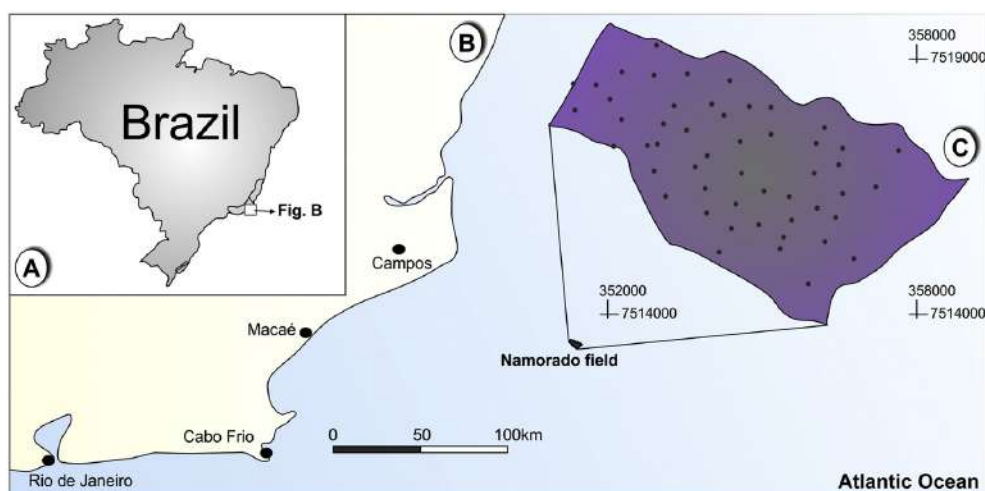 Brazil
Fig. B
A
B
Campos
Macaé
Cabo Frio
Rio de Janeiro
0 50 100km
Namorado field
C
358000
7519000
352000
7514000
358000
7514000
Atlantic Ocean